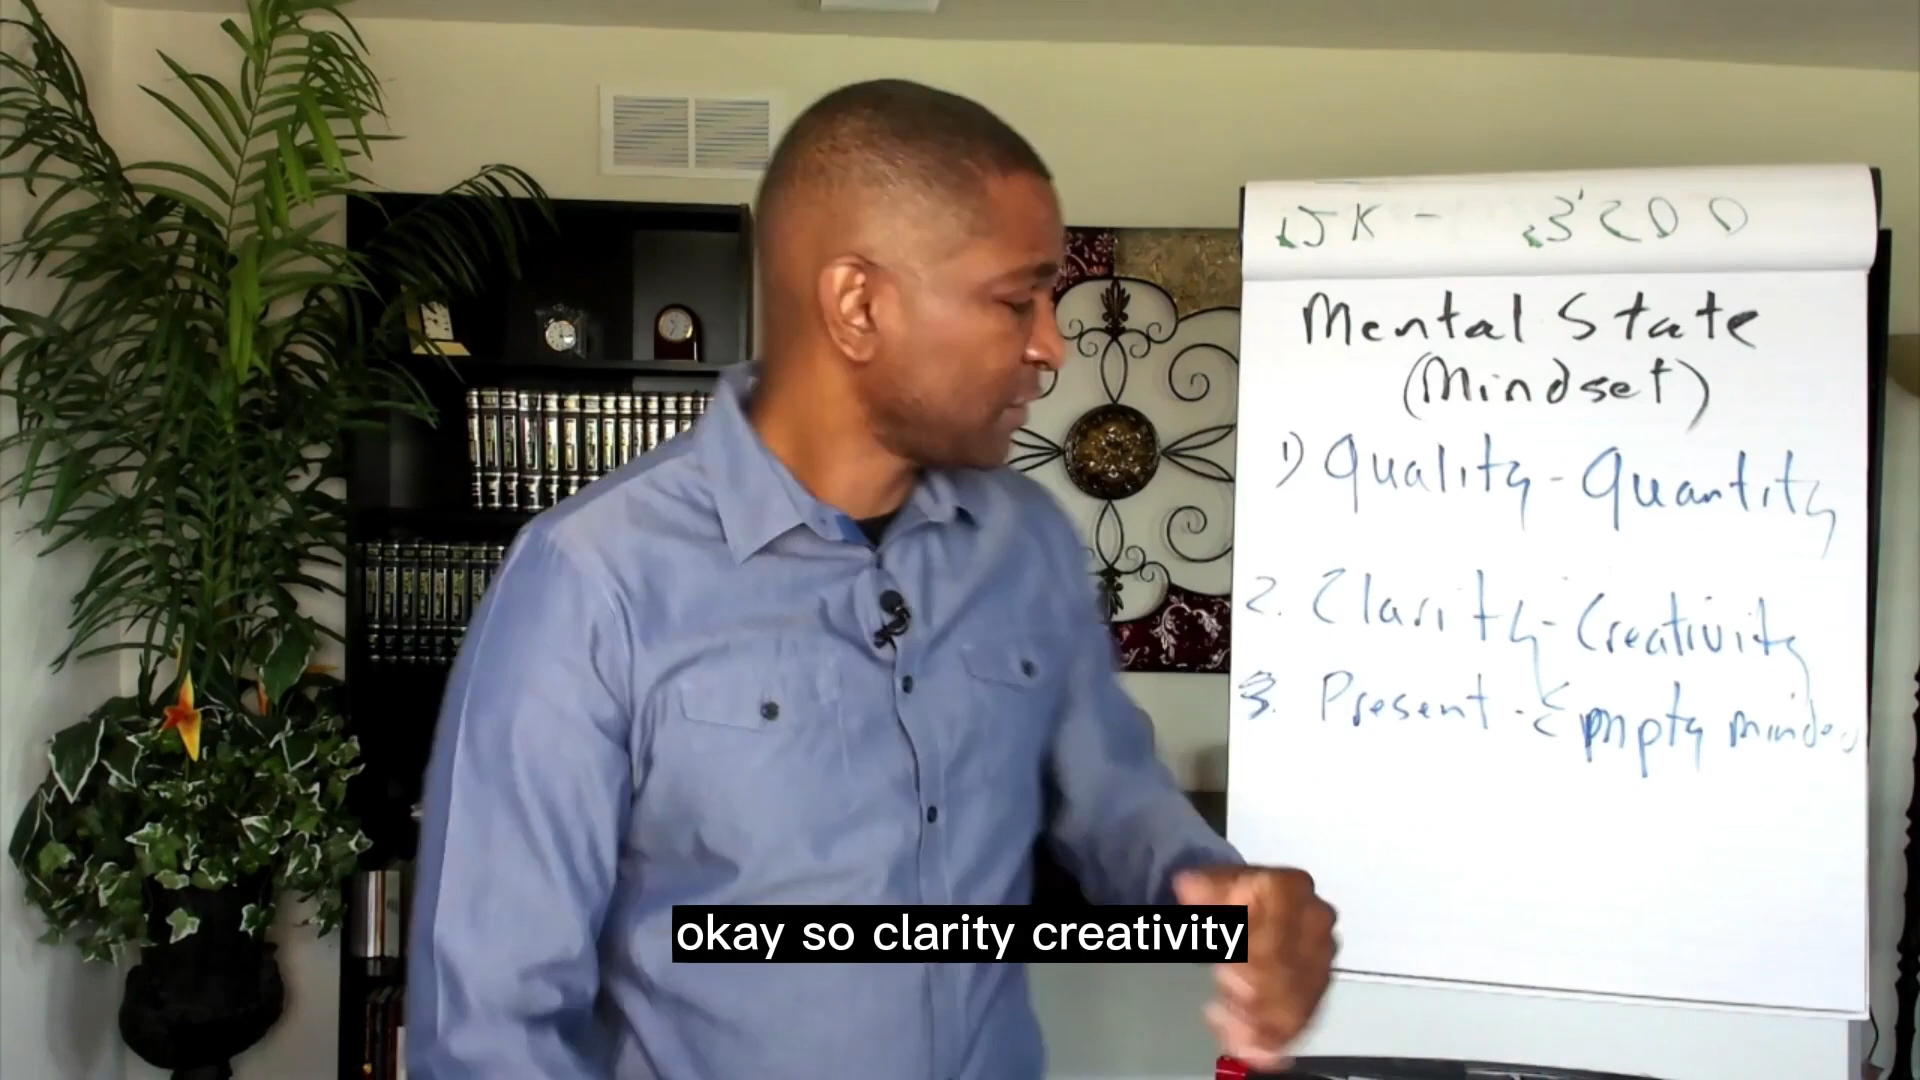 Mental State
(Mindset)
1) Quality - Quantity
2. Clarity - Creativity
3. Present - Empty minded
okay so clarity creativity